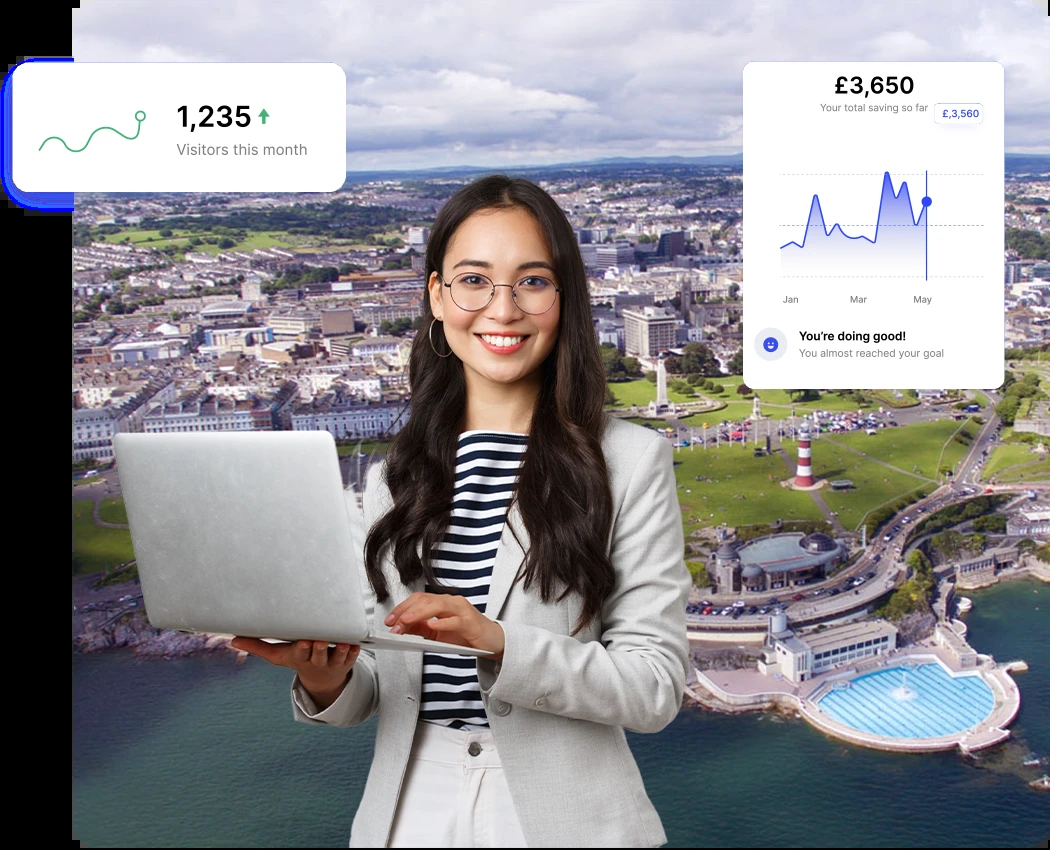 1,235
Visitors this month
£3,650
Your total saving so far
£,3,560
Jan Mar May
You're doing good!
You almost reached your goal